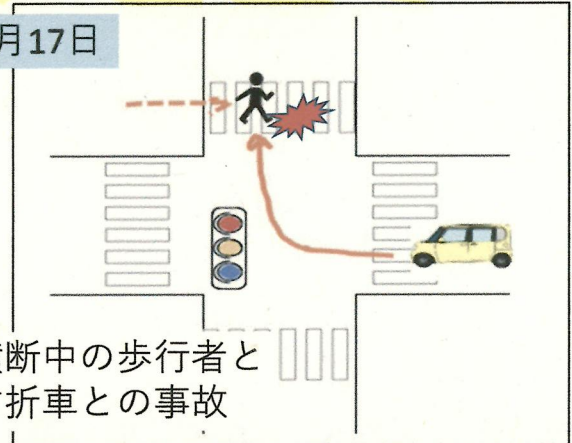 月17日
断中の歩行者と
折車との事故